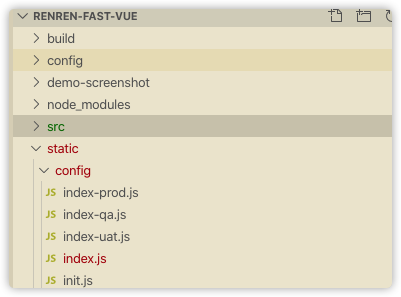 RENREN-FAST-VUE
build
config
demo-screenshot
node_modules
src
static
config
JS index-prod.js
JS index-qa.js
JS index-uat.js
JS index.js
JS init.js